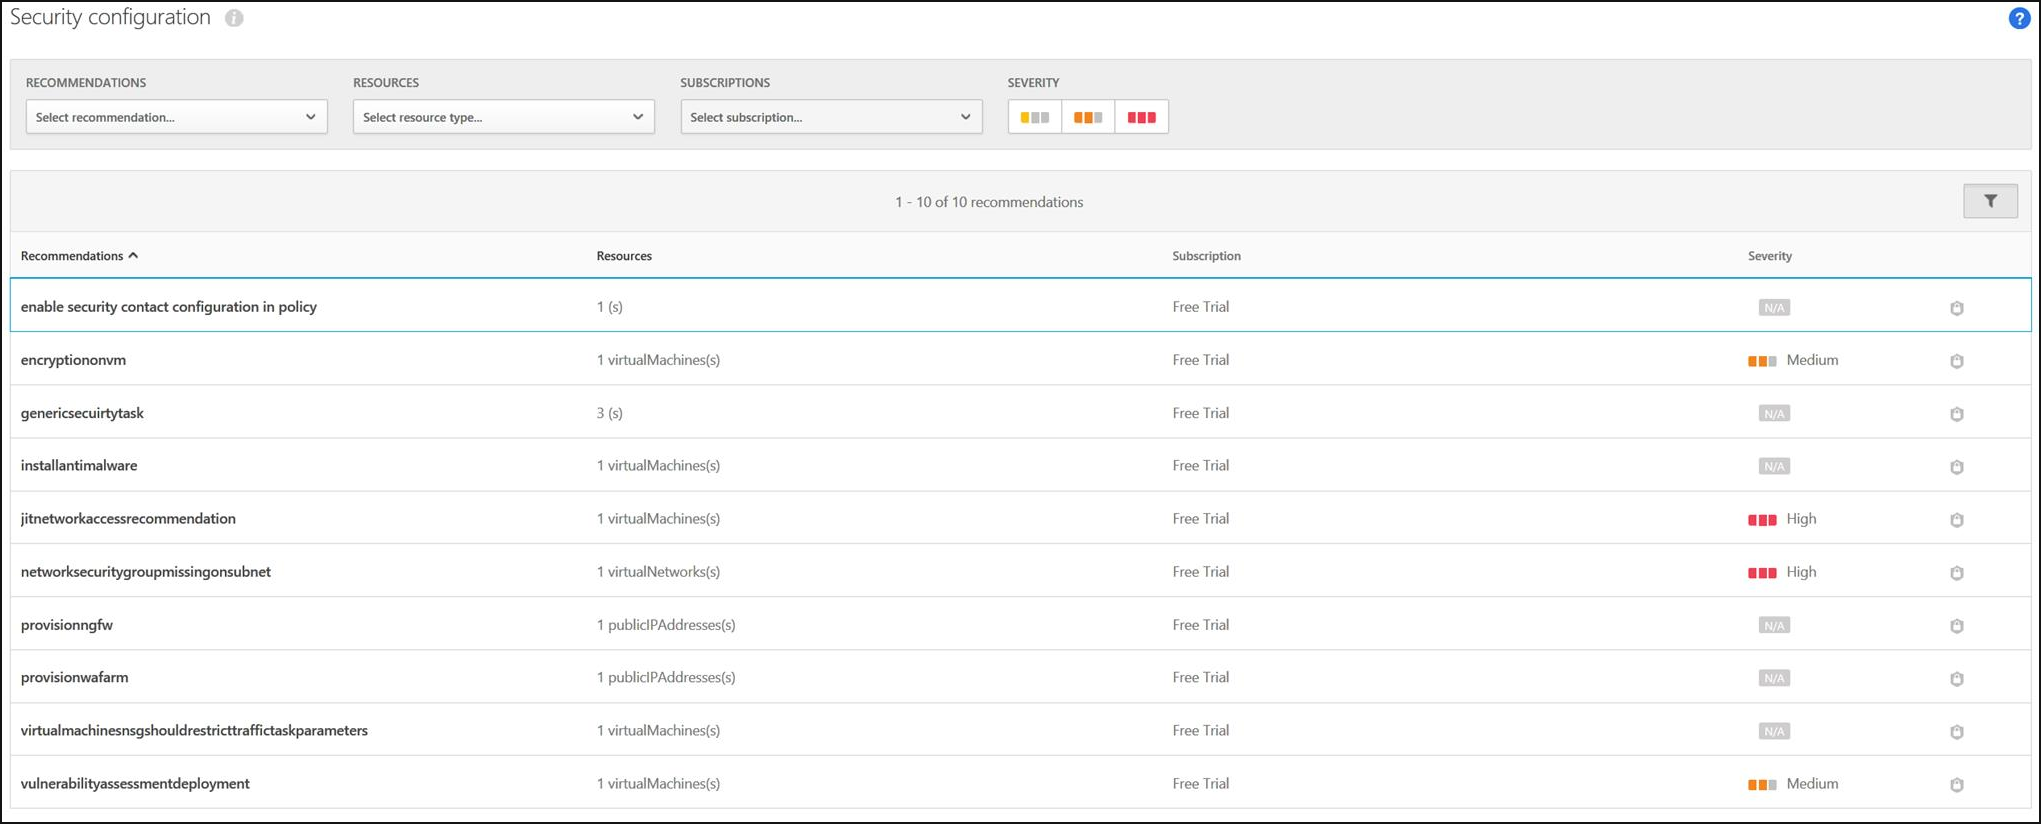 Security configuration i
?
RECOMMENDATIONS RESOURCES SUBSCRIPTIONS SEVERITY
Select recommendation... Select resource type... Select subscription...
1 - 10 of 10 recommendations
Recommendations Resources Subscription Severity
enable security contact configuration in policy 1 (s) Free Trial N/A
encryptiononvm 1 virtualMachines(s) Free Trial Medium
genericsecuirtytask 3 (s) Free Trial N/A
installantimalware 1 virtualMachines(s) Free Trial N/A
jitnetworkaccessrecommendation 1 virtualMachines(s) Free Trial High
networksecuritygroupmissingonsubnet 1 virtualNetworks(s) Free Trial High
provisionngfw 1 publicIPAddresses(s) Free Trial N/A
provisionwafarm 1 publicIPAddresses(s) Free Trial N/A
virtualmachinesnsgshouldrestricttraffictaskparameters 1 virtualMachines(s) Free Trial N/A
vulnerabilityassessmentdeployment 1 virtualMachines(s) Free Trial Medium